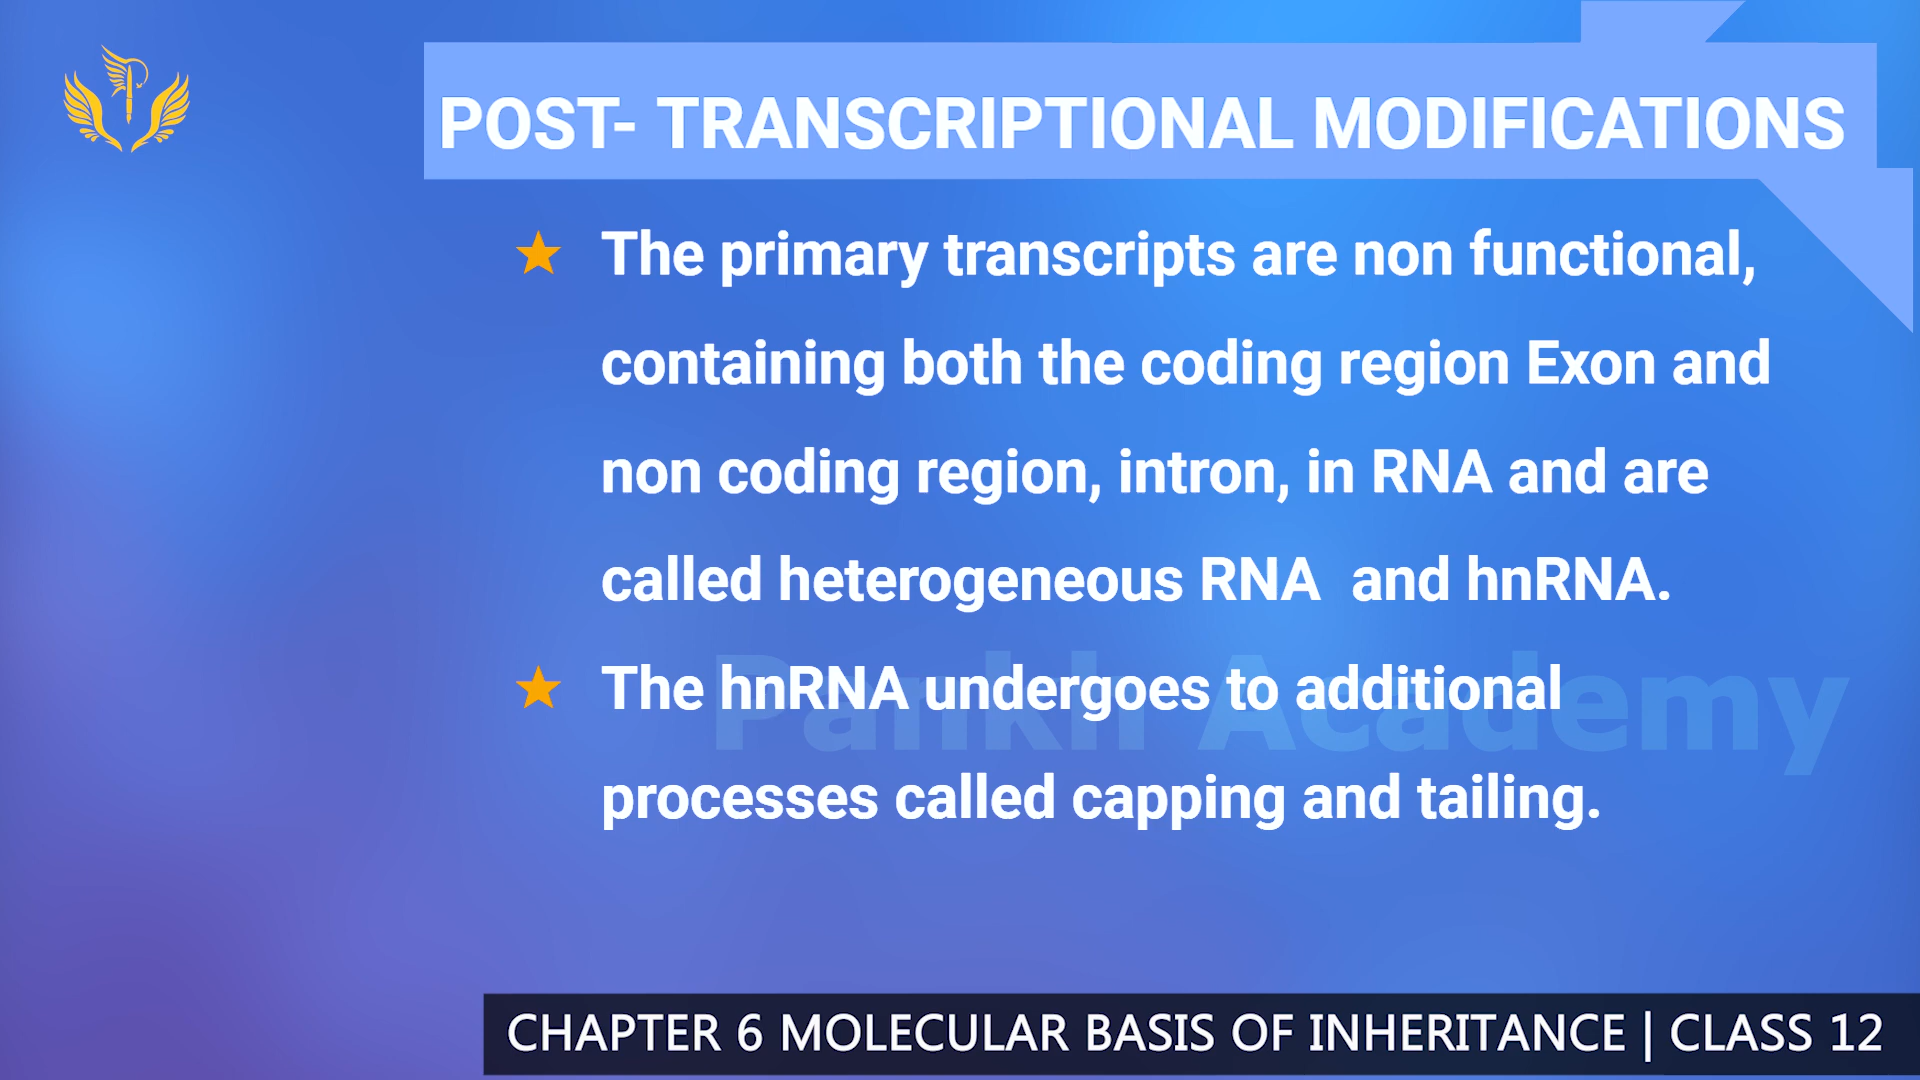 POST- TRANSCRIPTIONAL MODIFICATIONS
The primary transcripts are non functional,
containing both the coding region Exon and
non coding region, intron, in RNA and are
called heterogeneous RNA  and hnRNA.
The hnRNA undergoes to additional
Pankh Academy
processes called capping and tailing.
CHAPTER 6 MOLECULAR BASIS OF INHERITANCE | CLASS 12